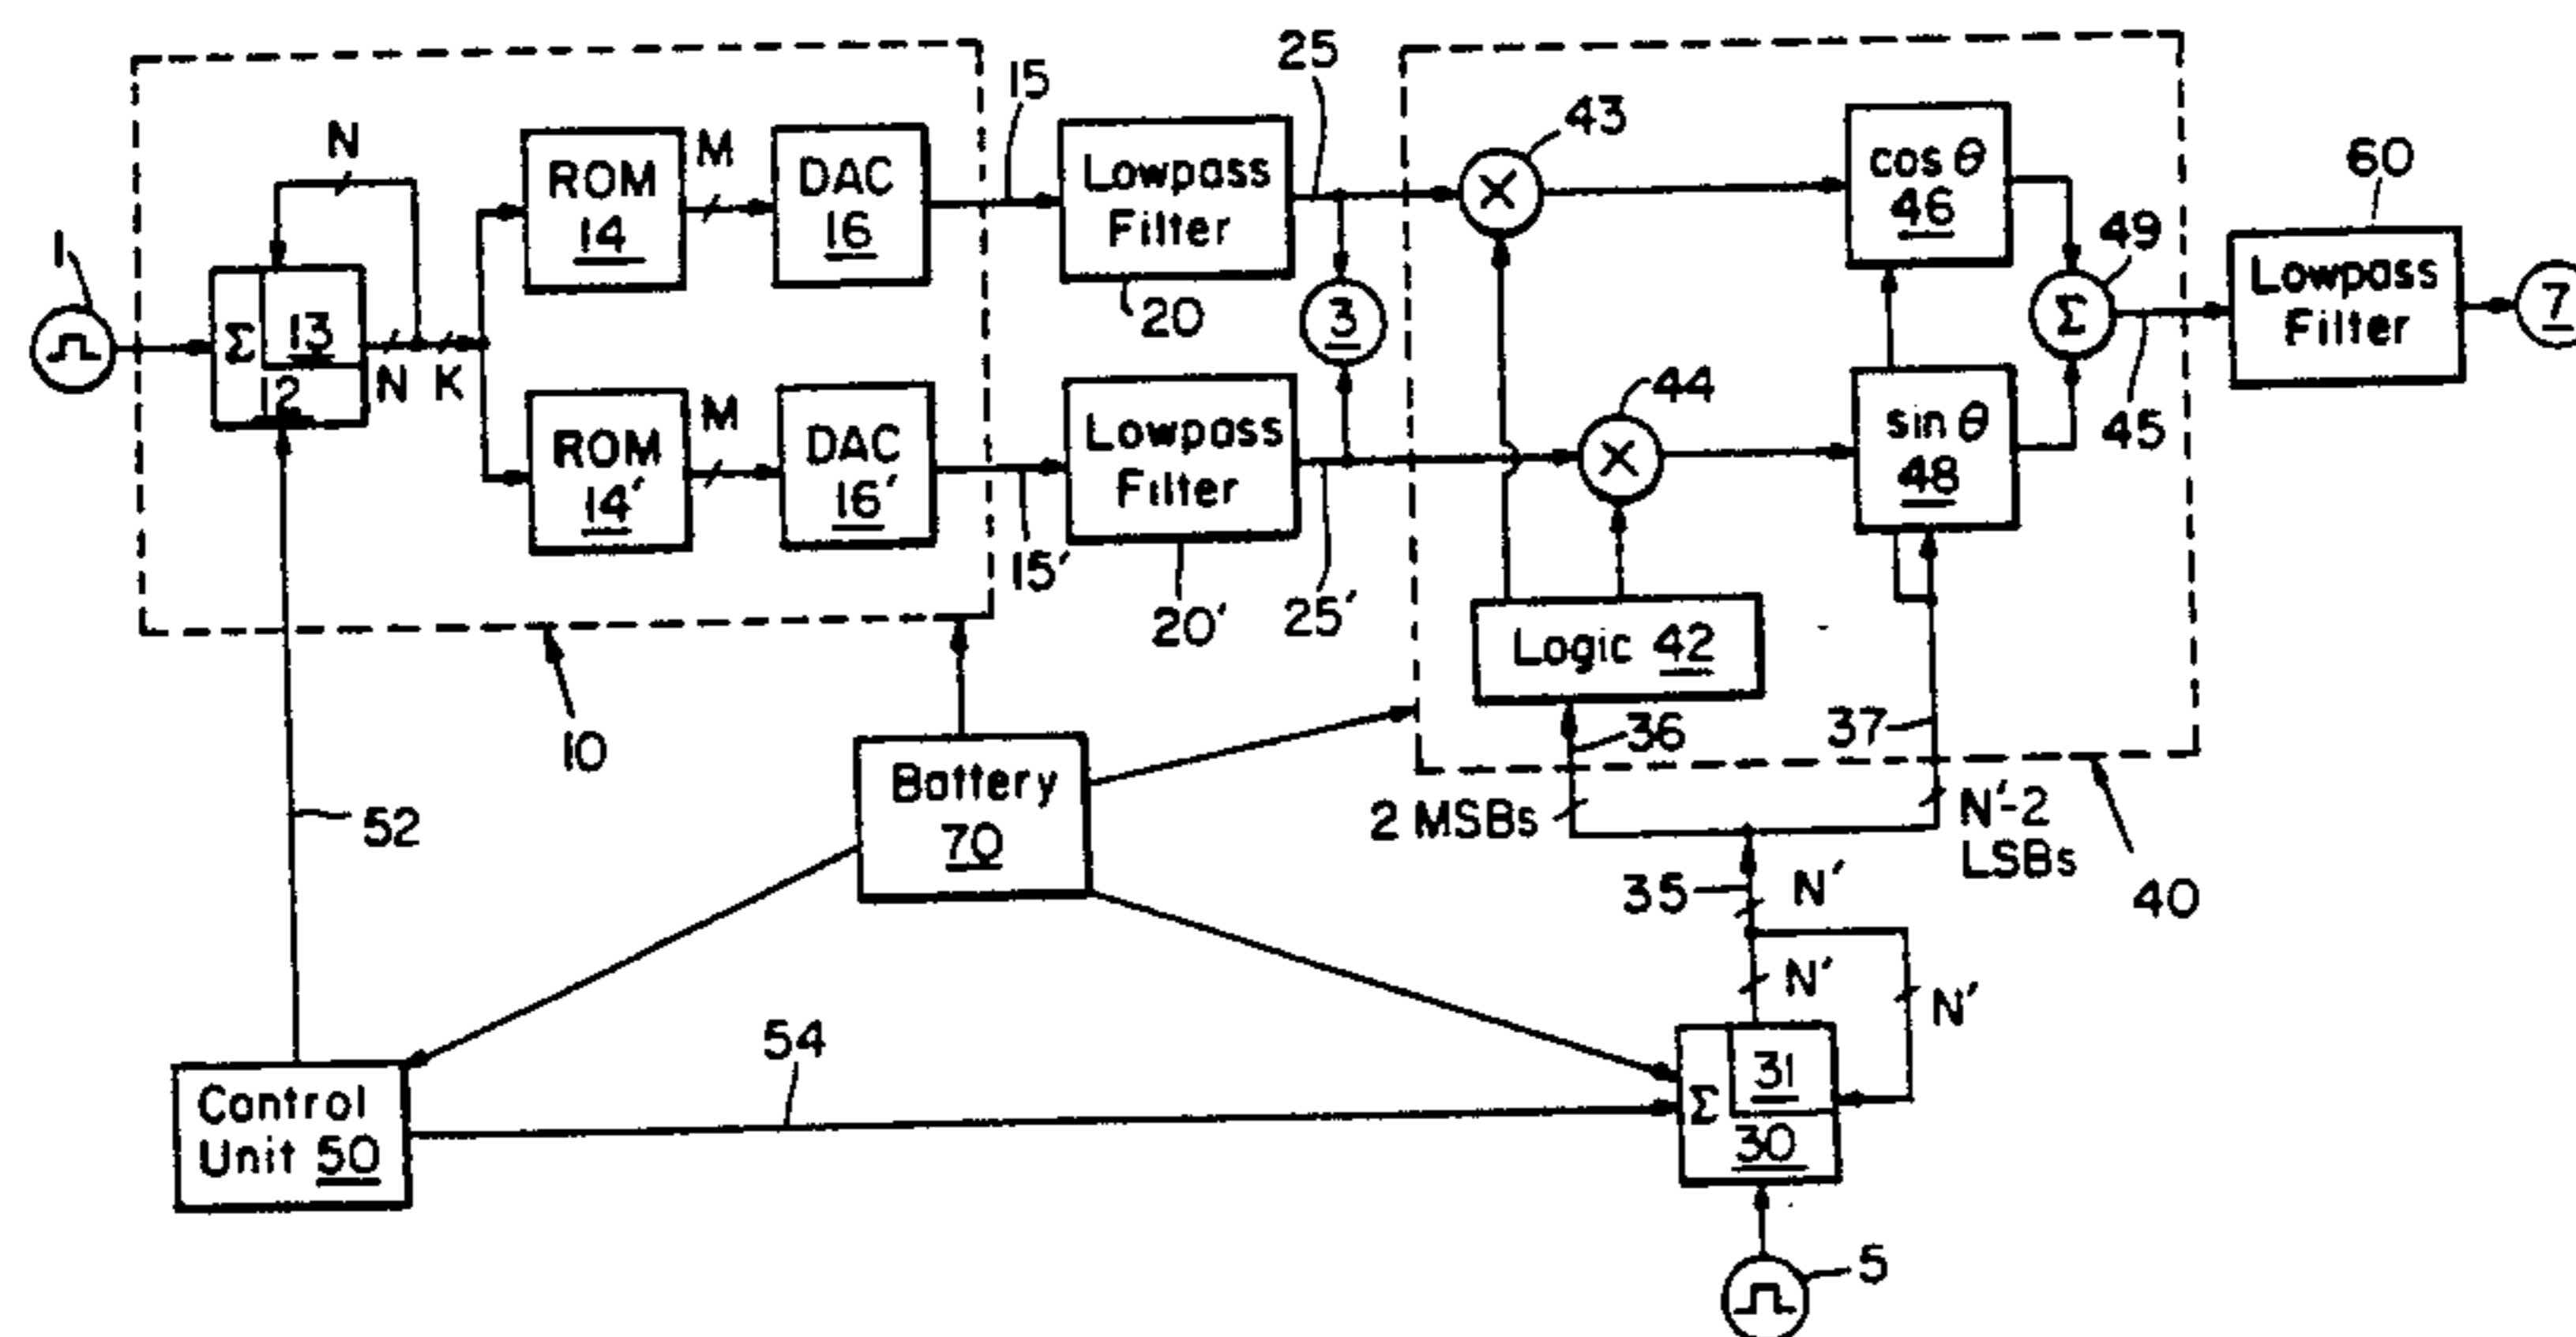 25
15
43
N
ROM
14
M
DAC
16
Lowpass
Filter
cos θ
46
60
1
49
Σ
13
12
N
K
20
3
Σ
Lowpass
Filter
7
44
ROM
14'
M
DAC
16'
Lowpass
Filter
×
×
sin θ
48
45
15'
20'
25'
Logic 42
10
Battery
70
36
37
52
2 MSBs
N'-2
LSBs
35
N'
40
N'
N'
54
Control
Unit 50
Σ
31
30
5